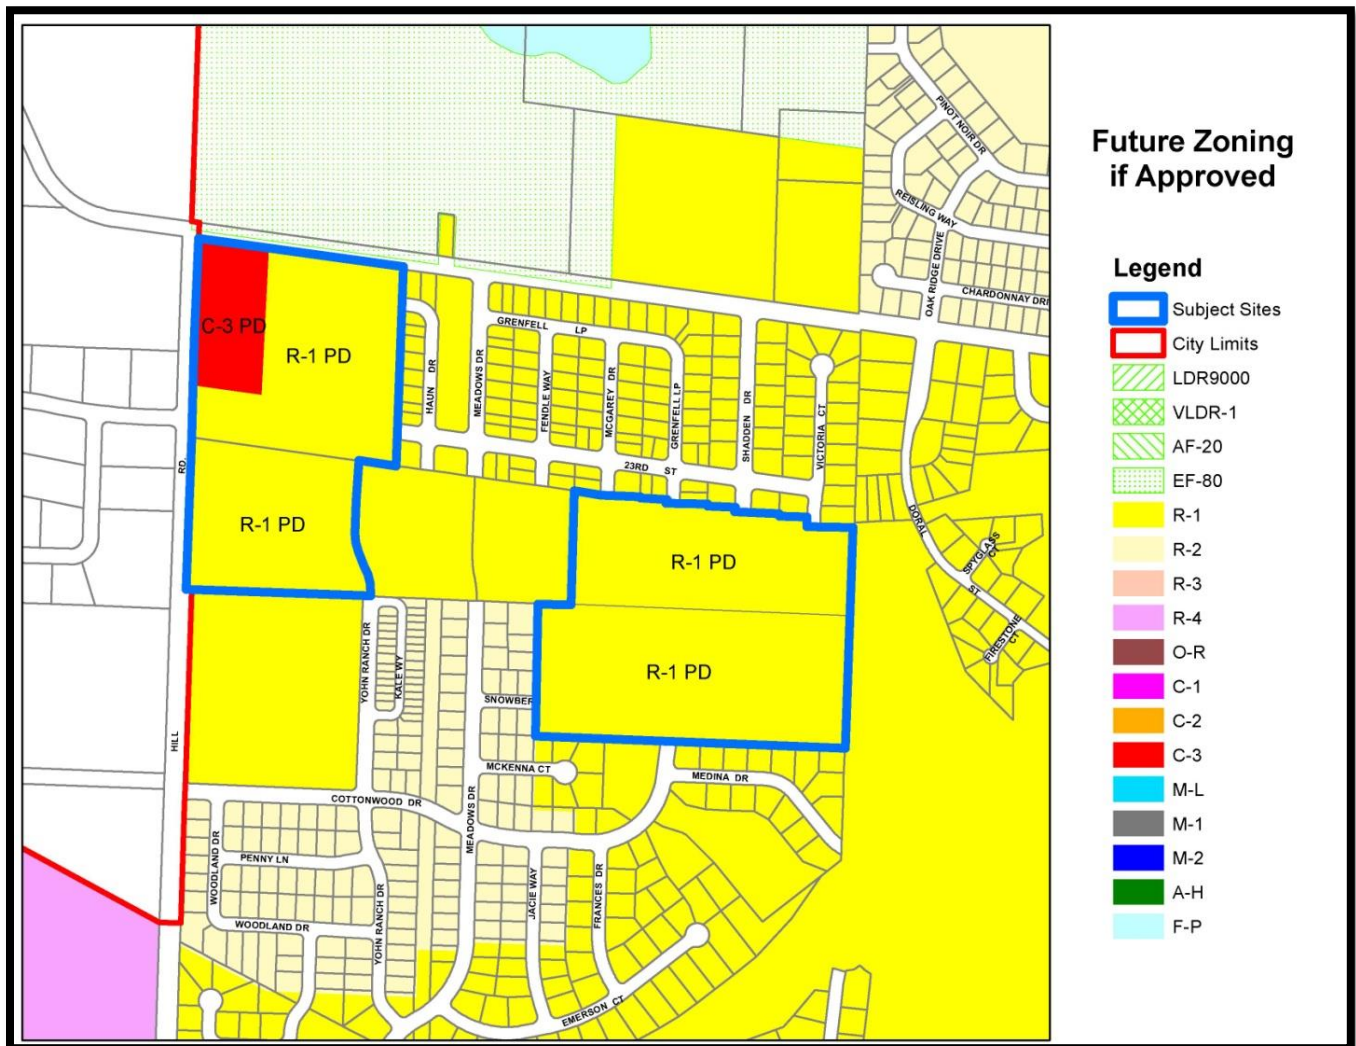 Future Zoning
if Approved
Legend
Subject Sites
City Limits
LDR9000
VLDR-1
AF-20
EF-80
R-1
R-2
R-3
R-4
O-R
C-1
C-2
C-3
M-L
M-1
M-2
A-H
F-P
PINOT NOIR DR
REISLING WAY
OAK RIDGE DRIVE
CHARDONNAY DRI
C-3 PD
R-1 PD
GRENFELL LP
HAUN DR
MEADOWS DR
FENDLE WAY
MCGAREY DR
GRENFELL LP
SHADDEN DR
VICTORIA CT
23RD ST
RD.
R-1 PD
R-1 PD
DORAL ST
SPYGLASS CT
FIRESTONE CT
YOHN RANCH DR
KALE WY
R-1 PD
SNOWBER
HILL
MCKENNA CT
MEDINA DR
COTTONWOOD DR
MEADOWS DR
WOODLAND DR
PENNY LN
YOHN RANCH DR
JACIE WAY
FRANCES DR
WOODLAND DR
EMERSON CT